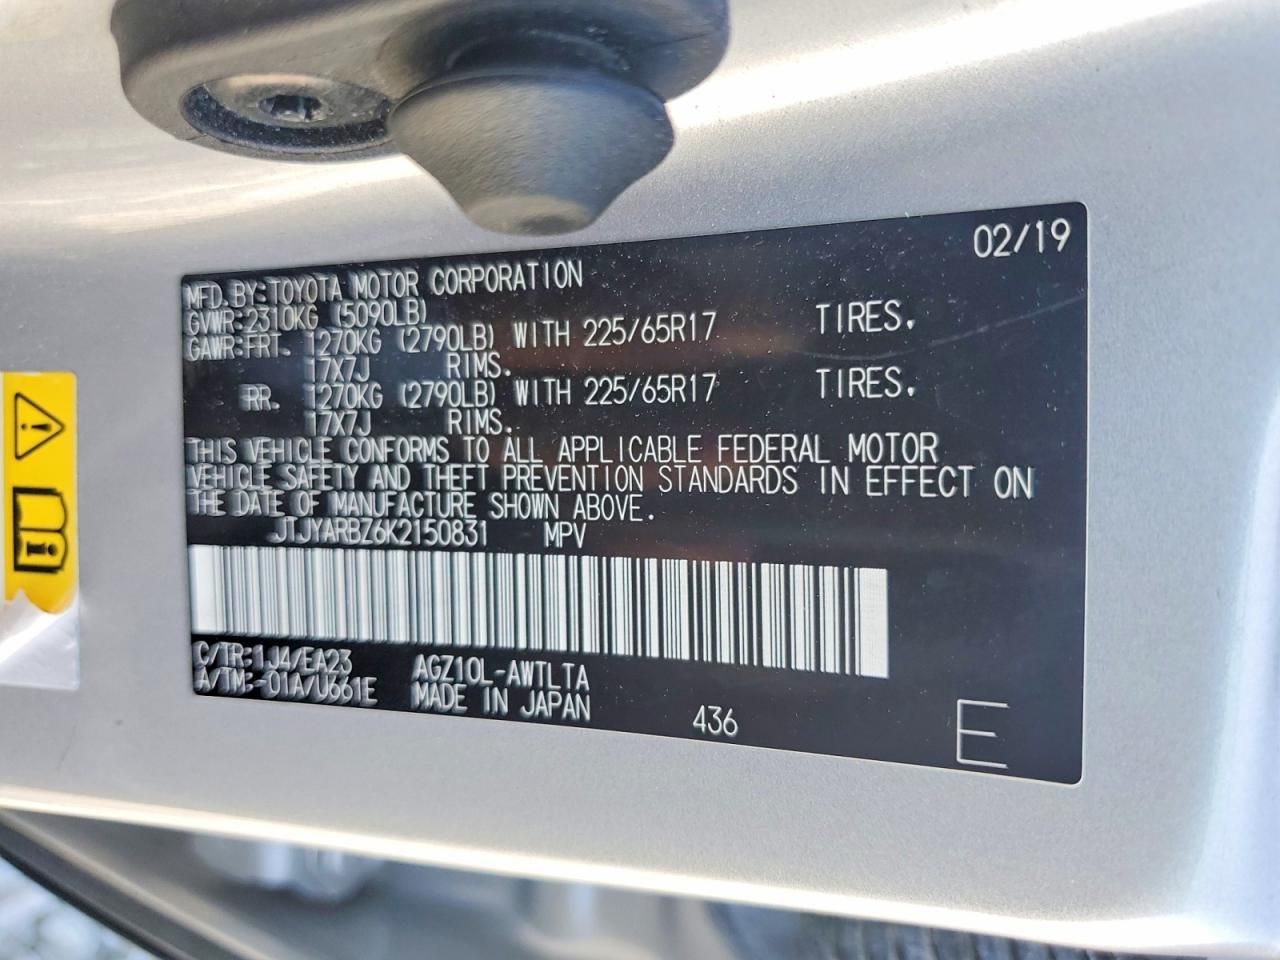 02/19
MFD.BY:TOYOTA MOTOR CORPORATION
GVWR:2310KG (5090LB)
GAWR:FRT. 1270KG (2790LB) WITH 225/65R17 TIRES.
17X7J RIMS.
RR. 1270KG (2790LB) WITH 225/65R17 TIRES.
17X7J RIMS.
THIS VEHICLE CONFORMS TO ALL APPLICABLE FEDERAL MOTOR
VEHICLE SAFETY AND THEFT PREVENTION STANDARDS IN EFFECT ON
THE DATE OF MANUFACTURE SHOWN ABOVE.
JTJYARBZ6K2150831 MPV
C/TR:1J4/EA23 AGZ10L-AWTLTA
A/TM:-01A/U661E MADE IN JAPAN
436
E